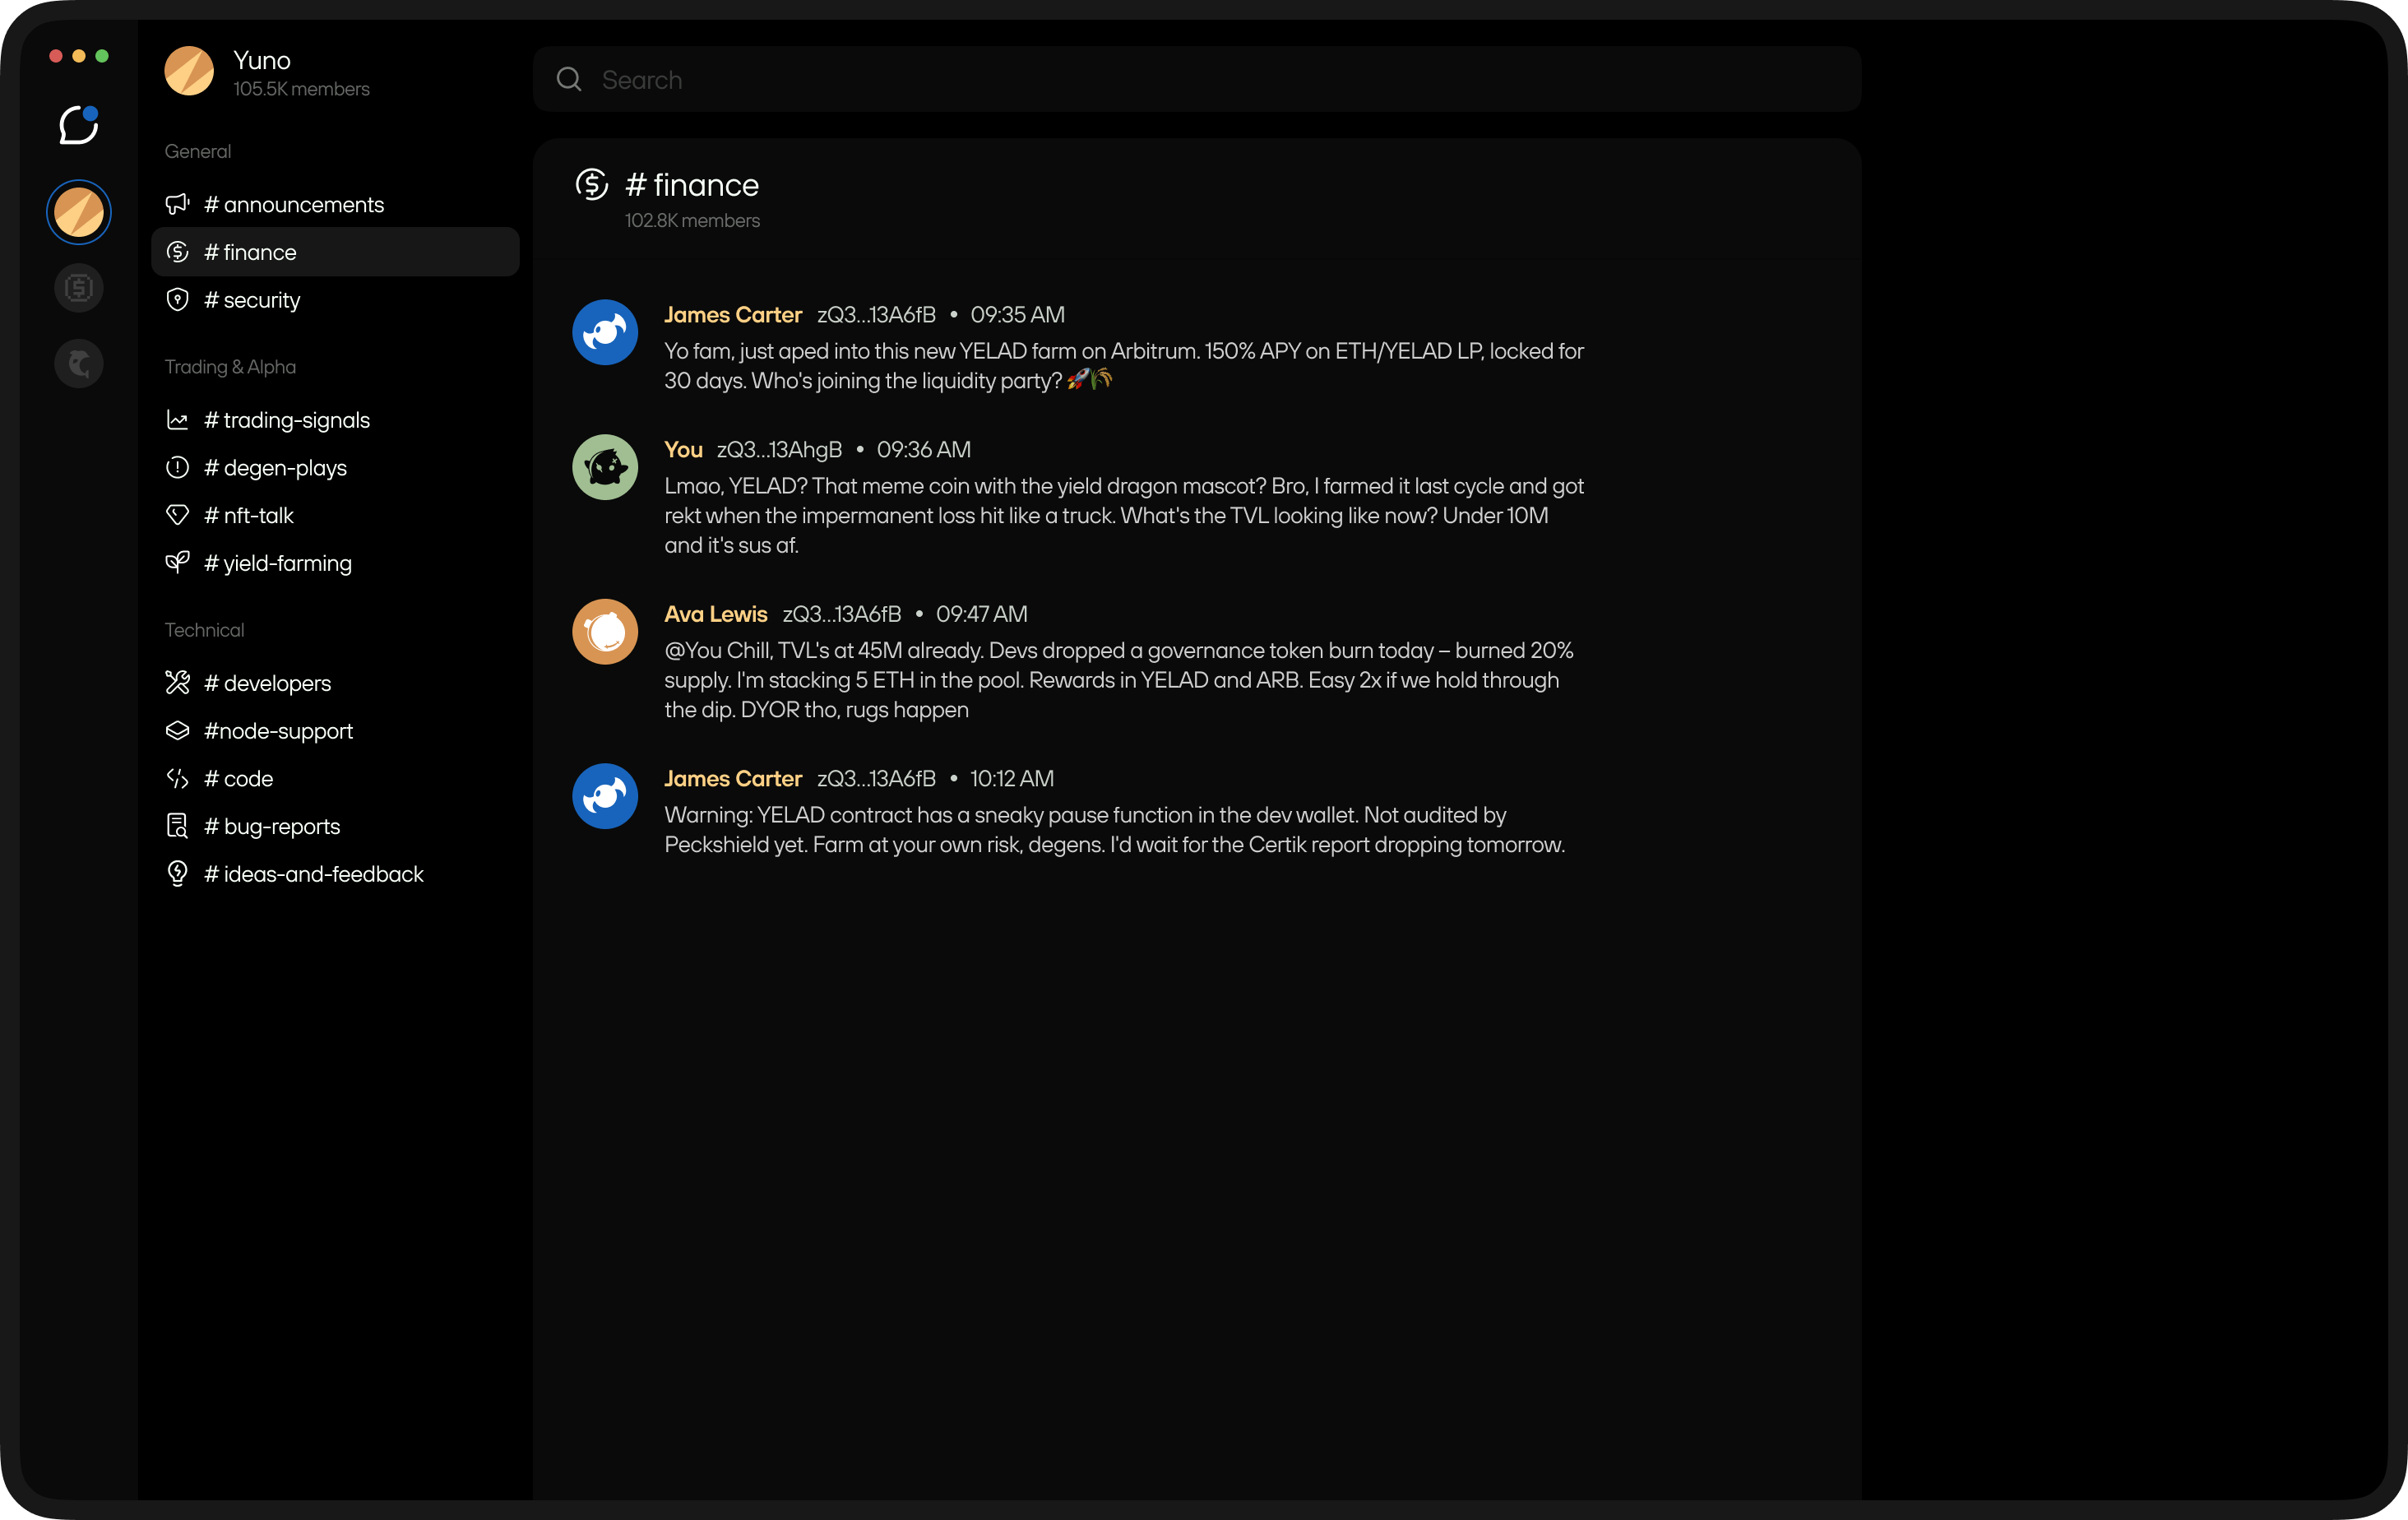 Yuno
105.5K members
General
# announcements
# finance
# security
Trading & Alpha
# trading-signals
# degen-plays
# nft-talk
# yield-farming
Technical
# developers
#node-support
# code
# bug-reports
# ideas-and-feedback
Search
# finance
102.8K members
James Carter zQ3...13A6fB • 09:35 AM
Yo fam, just aped into this new YELAD farm on Arbitrum. 150% APY on ETH/YELAD LP, locked for
30 days. Who's joining the liquidity party? 🚀🌾
You zQ3...13AhgB • 09:36 AM
Lmao, YELAD? That meme coin with the yield dragon mascot? Bro, I farmed it last cycle and got
rekt when the impermanent loss hit like a truck. What's the TVL looking like now? Under 10M
and it's sus af.
Ava Lewis zQ3...13A6fB • 09:47 AM
@You Chill, TVL's at 45M already. Devs dropped a governance token burn today – burned 20%
supply. I'm stacking 5 ETH in the pool. Rewards in YELAD and ARB. Easy 2x if we hold through
the dip. DYOR tho, rugs happen
James Carter zQ3...13A6fB • 10:12 AM
Warning: YELAD contract has a sneaky pause function in the dev wallet. Not audited by
Peckshield yet. Farm at your own risk, degens. I'd wait for the Certik report dropping tomorrow.